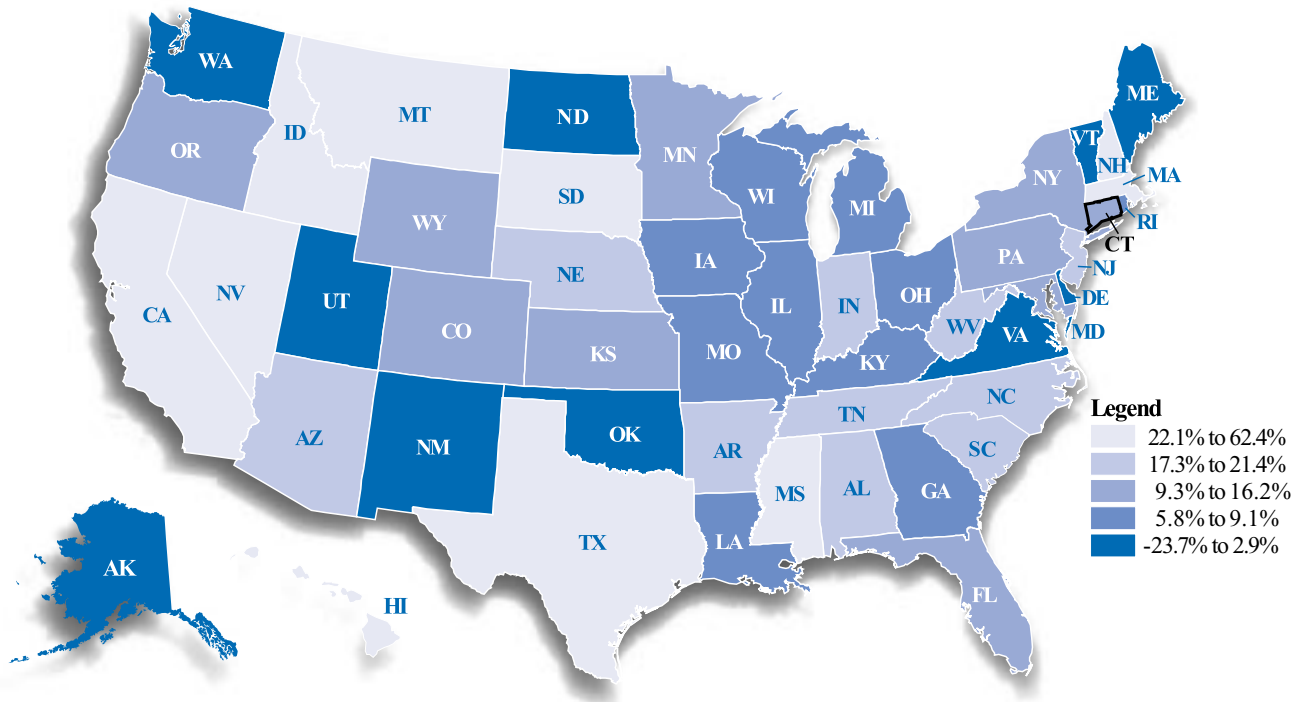 WA
ME
MT
ND
VT
ID
MN
OR
NH
MA
NY
SD
WI
MI
WY
RI
CT
PA
IA
NJ
NE
NV
OH
DE
UT
IL
IN
CA
WV
MD
CO
VA
KS
MO
KY
NC
TN
Legend
AZ
OK
22.1% to 62.4%
NM
AR
SC
17.3% to 21.4%
MS
AL
GA
9.3% to 16.2%
5.8% to 9.1%
TX
LA
-23.7% to 2.9%
AK
FL
HI